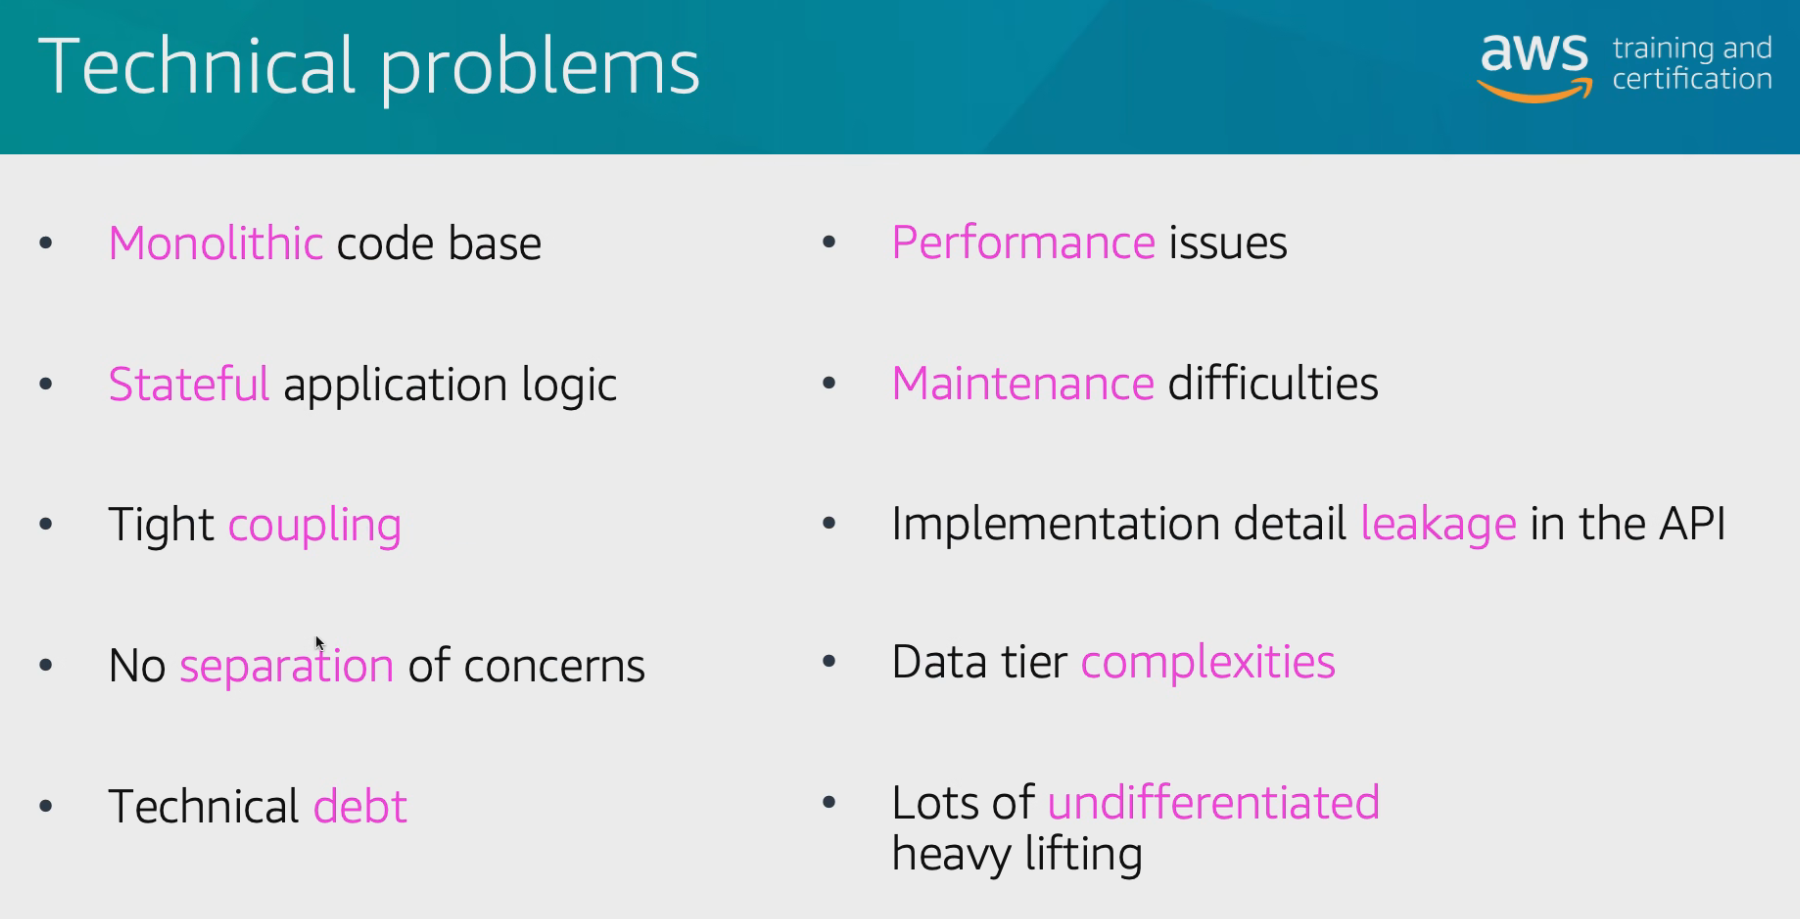 Technical problems
aws training and
certification
• Monolithic code base
• Stateful application logic
• Tight coupling
• No separation of concerns
• Technical debt
• Performance issues
• Maintenance difficulties
• Implementation detail leakage in the API
• Data tier complexities
• Lots of undifferentiated
heavy lifting